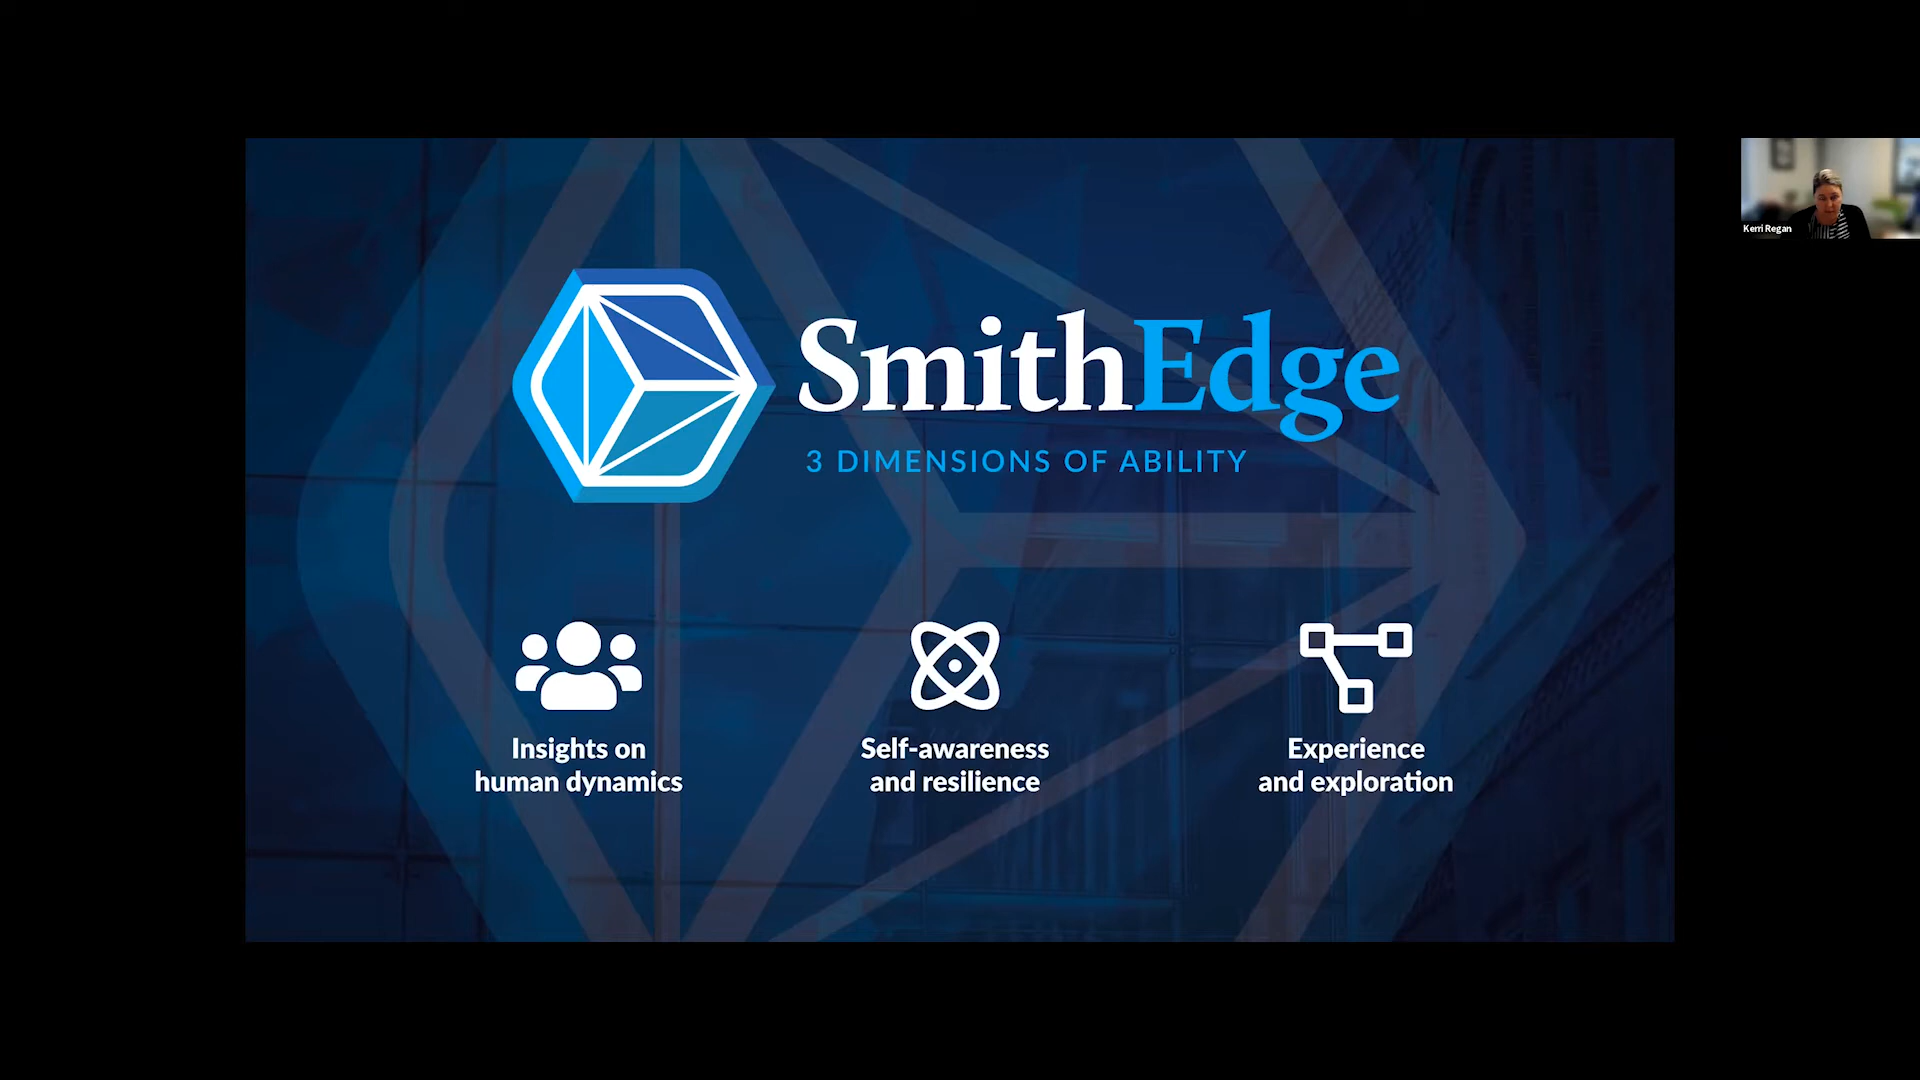 SmithEdge
3 DIMENSIONS OF ABILITY
Insights on
human dynamics
Self-awareness
and resilience
Experience
and exploration
Kerri Regan